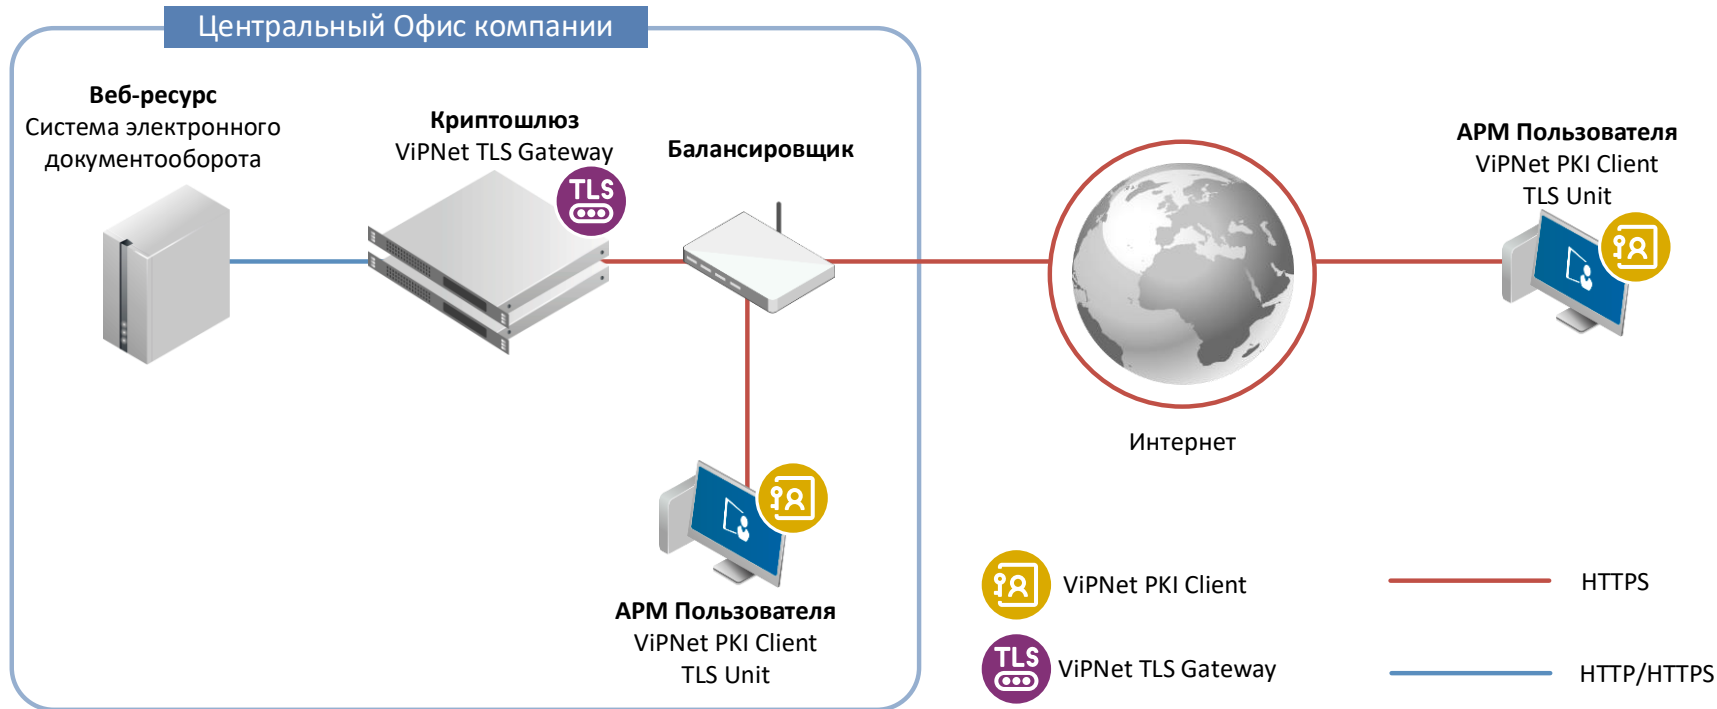 Центральный Офис компании
Веб-ресурс
Система электронного
документооборота
Криптошлюз
ViPNet TLS Gateway
TLS
Балансировщик
АРМ Пользователя
ViPNet PKI Client
TLS Unit
Интернет
АРМ Пользователя
ViPNet PKI Client
TLS Unit
ViPNet PKI Client
HTTPS
TLS
ViPNet TLS Gateway
HTTP/HTTPS